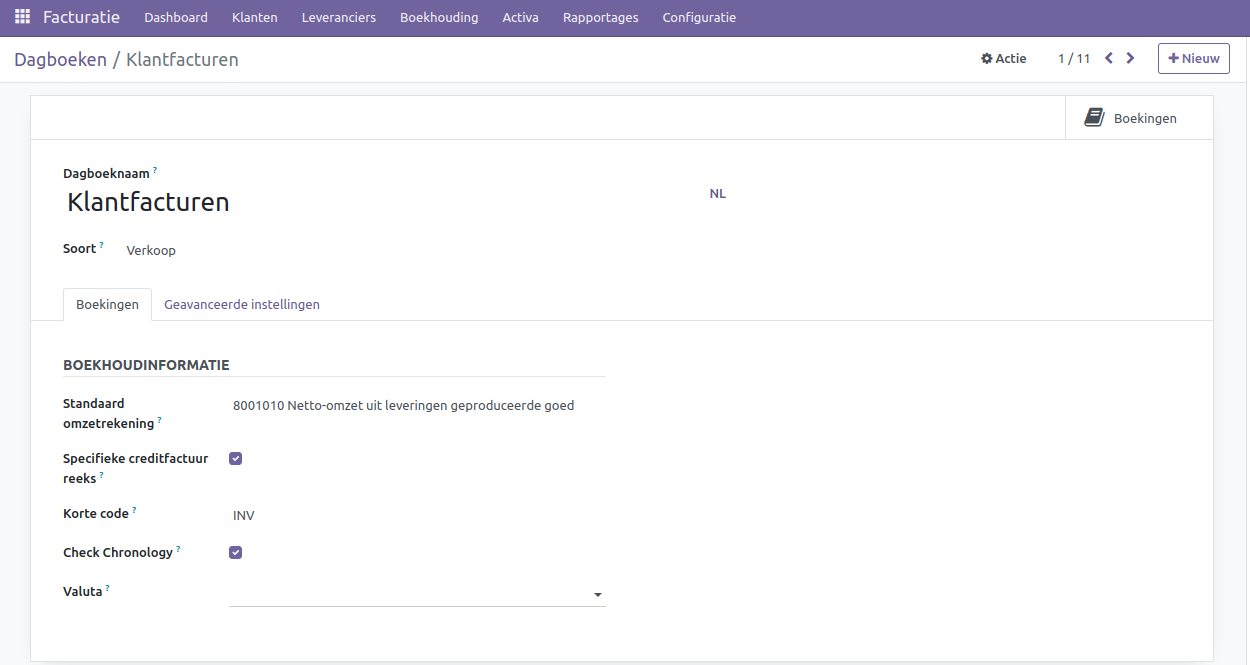 Facturatie Dashboard Klanten Leveranciers Boekhouding Activa Rapportages Configuratie
Dagboeken / Klantfacturen Actie 1 / 11 Nieuw
Boekingen
Dagboeknaam ?
Klantfacturen NL
Soort ? Verkoop
Boekingen Geavanceerde instellingen
BOEKHOUDINFORMATIE
Standaard
omzetrekening ? 8001010 Netto-omzet uit leveringen geproduceerde goed
Specifieke creditfactuur
reeks ?
Korte code ? INV
Check Chronology ?
Valuta ?